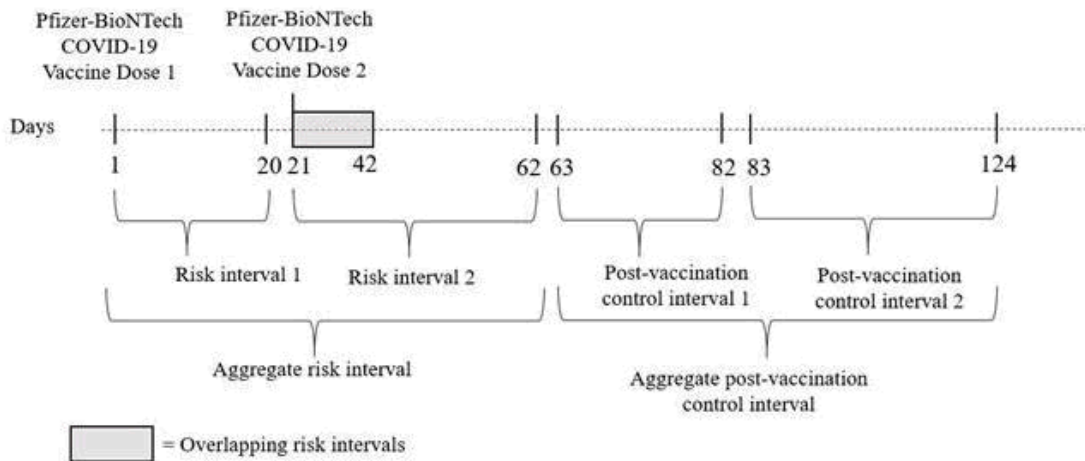 Pfizer-BioNTech
COVID-19
Vaccine Dose 1
Pfizer-BioNTech
COVID-19
Vaccine Dose 2
Days
1 20 21 42 62 63 82 83 124
Risk interval 1
Risk interval 2
Post-vaccination
control interval 1
Post-vaccination
control interval 2
Aggregate risk interval
Aggregate post-vaccination
control interval
= Overlapping risk intervals